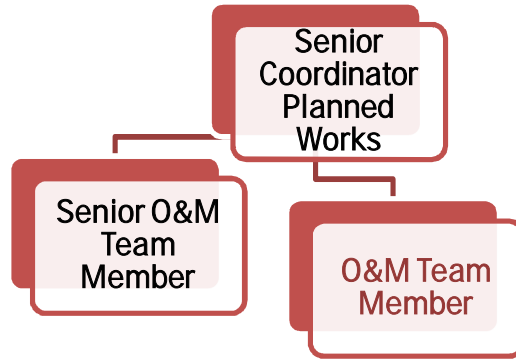 Senior
Coordinator
Planned
Works
Senior O&M
Team
Member
O&M Team
Member